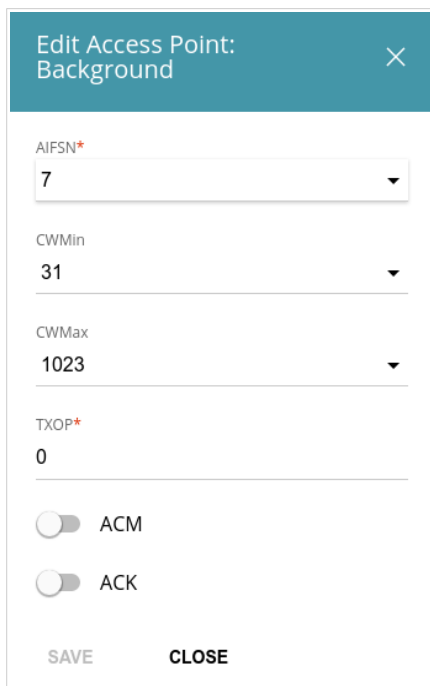 Edit Access Point:
Background
AIFSN*
7
CWMin
31
CWMax
1023
TXOP*
0
ACM
ACK
SAVE CLOSE